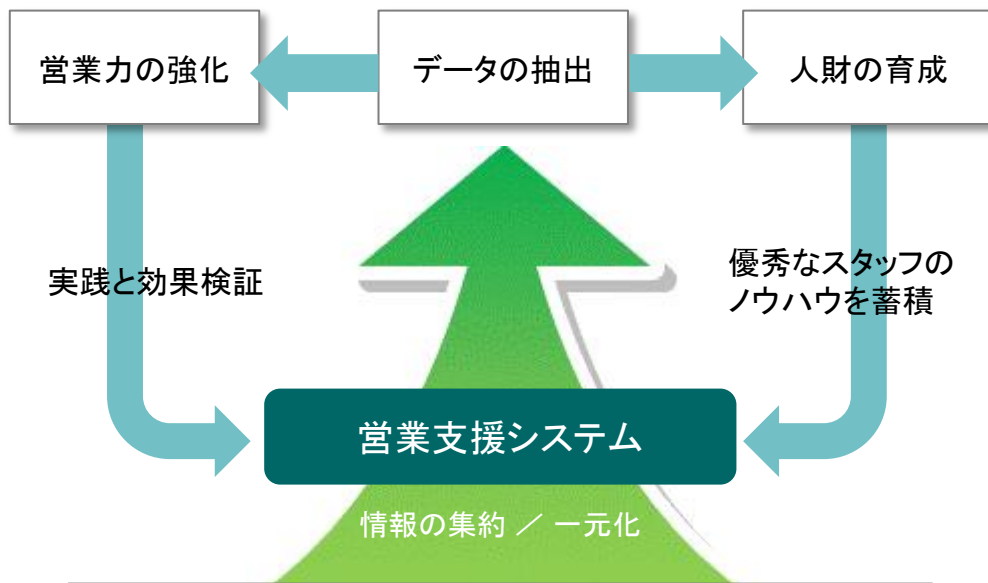 営業力の強化
データの抽出
人財の育成
実践と効果検証
優秀なスタッフの
ノウハウを蓄積
営業支援システム
情報の集約 ／ 一元化